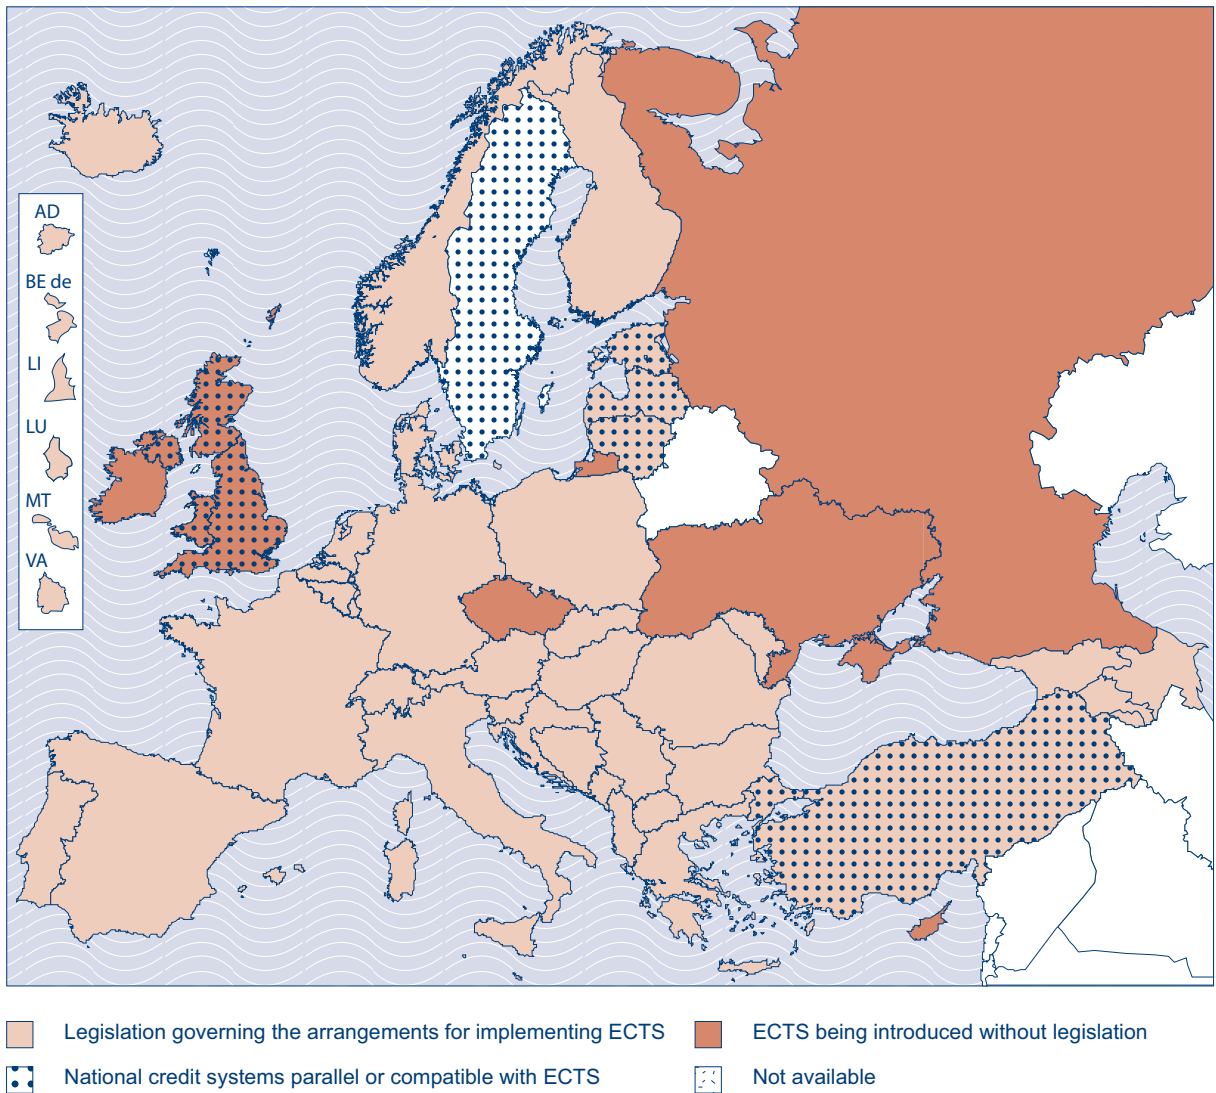 AD
BE de
LI
LU
MT
VA
Legislation governing the arrangements for implementing ECTS
ECTS being introduced without legislation
National credit systems parallel or compatible with ECTS
Not available